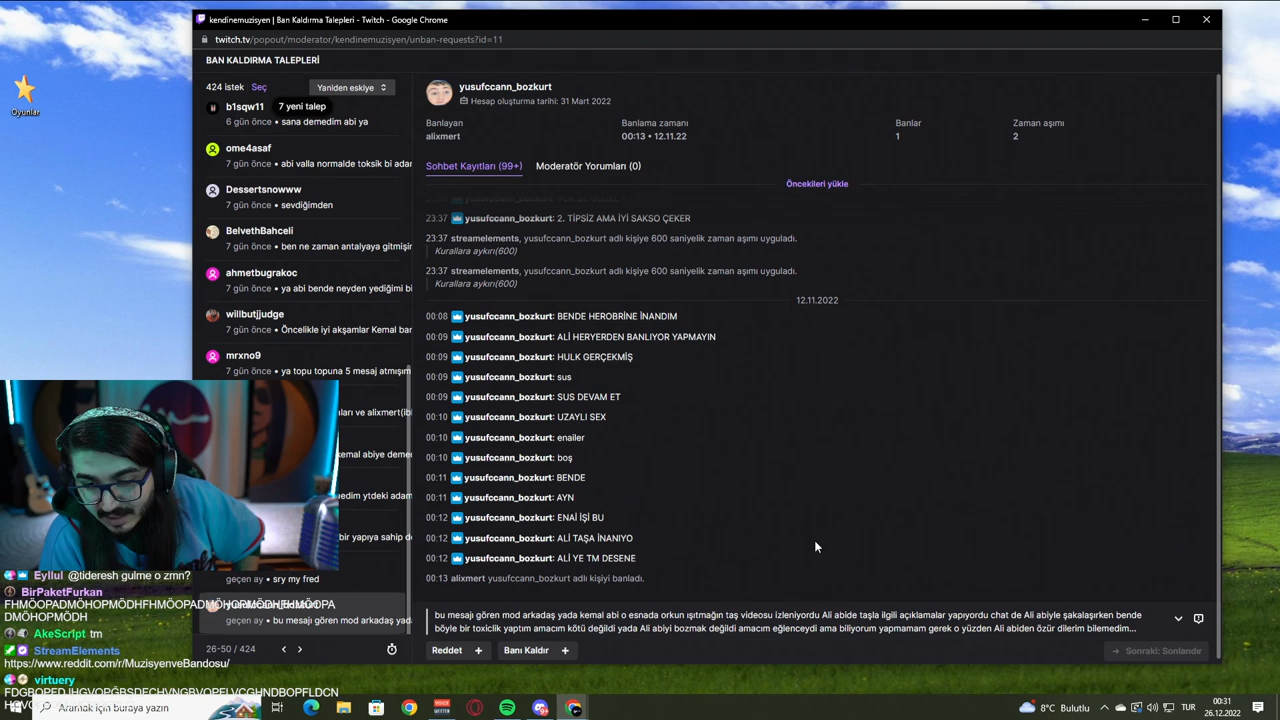 kendinemuzisyen | Ban Kaldırma Talepleri - Twitch - Google Chrome
twitch.tv/popout/moderator/kendinemuzisyen/unban-requests?id=11
BAN KALDIRMA TALEPLERİ
424 istek Seç Yaniden eskiye
b1sqw11 7 yeni talep
6 gün önce • sana demedim abi ya
ome4asaf
7 gün önce • abi valla normalde toksik bi adar
Dessertsnowww
7 gün önce • sevdiğimden
BelvethBahceli
7 gün önce • ben ne zaman antalyaya gitmişir
ahmetbugrakoc
7 gün önce • ya abi bende neyden yediğimi b
willbutjjudge
7 gün önce • Öncelikle iyi akşamlar Kemal bar
mrxno9
7 gün önce • ya topu topuna 5 mesaj atmışım
ları ve alixmert(ib
kemal abiye deme
edim ytdeki adam
bir yapıya sahip d
geçen ay • sry my fred
geçen ay • bu mesajı gören mod arkadaş yada
26-50 / 424
yusufccann_bozkurt
Hesap oluşturma tarihi: 31 Mart 2022
Banlayan Banlama zamanı Banlar Zaman aşımı
alixmert 00:13 • 12.11.22 1 2
Sohbet Kayıtları (99+) Moderatör Yorumları (0)
Öncekileri yükle
23:37 yusufccann_bozkurt: 2. TİPSİZ AMA İYİ SAKSO ÇEKER
23:37 streamelements, yusufccann_bozkurt adlı kişiye 600 saniyelik zaman aşımı uyguladı.
Kurallara aykırı(600)
23:37 streamelements, yusufccann_bozkurt adlı kişiye 600 saniyelik zaman aşımı uyguladı.
Kurallara aykırı(600)
12.11.2022
00:08 yusufccann_bozkurt: BENDE HEROBRİNE İNANDIM
00:09 yusufccann_bozkurt: ALİ HERYERDEN BANLIYOR YAPMAYIN
00:09 yusufccann_bozkurt: HULK GERÇEKMİŞ
00:09 yusufccann_bozkurt: sus
00:09 yusufccann_bozkurt: SUS DEVAM ET
00:10 yusufccann_bozkurt: UZAYLI SEX
00:10 yusufccann_bozkurt: enailer
00:10 yusufccann_bozkurt: boş
00:11 yusufccann_bozkurt: BENDE
00:11 yusufccann_bozkurt: AYN
00:12 yusufccann_bozkurt: ENAİ İŞİ BU
00:12 yusufccann_bozkurt: ALİ TAŞA İNANIYO
00:12 yusufccann_bozkurt: ALİ YE TM DESENE
00:13 alixmert yusufccann_bozkurt adlı kişiyi banladı.
bu mesajı gören mod arkadaş yada kemal abi o esnada orkun ışıtmağın taş videosu izleniyordu Ali abide taşla ilgili açıklamalar yapıyordu chat de Ali abiyle şakalaşırken bende
böyle bir toxiclik yaptım amacım kötü değildi yada Ali abiyi bozmak değildi amacım eğlenceydi ama biliyorum yapmamam gerek o yüzden Ali abiden özür dilerim bilemedim...
Reddet + Banı Kaldır + Sonraki: Sonlandır
Oyunlar
Eyllul @tideresh gulme o zmn?
BirPaketFurkan
AkeScrlpt tm
StreamElements
https://www.reddit.com/r/MuzisyenveBandosu/
virtuery
Aramak için buraya yazın
8°C Bulutlu TUR 00:31
26.12.2022